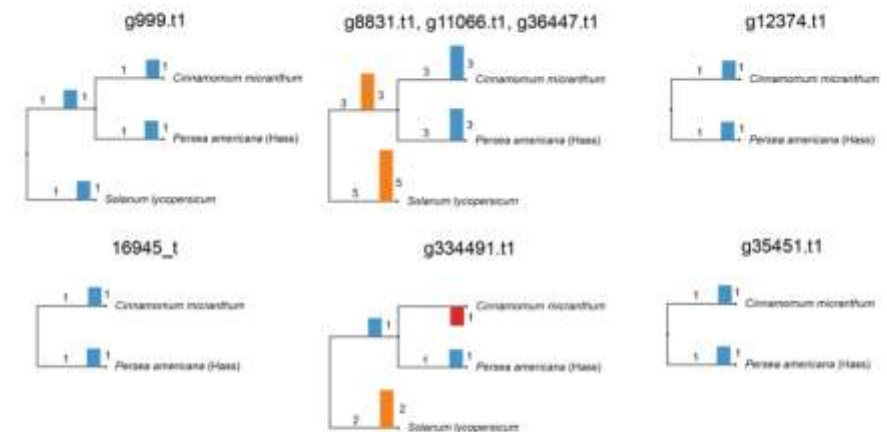 g999.t1
1 1
Cinnamomum micranthum
1 1
1 1
Persea americana (Hass)
1 1
Solanum lycopersicum
g8831.t1, g11066.t1, g36447.t1
3 3
Cinnamomum micranthum
3 3
3 3
Persea americana (Hass)
5 5
Solanum lycopersicum
g12374.t1
1 1
Cinnamomum micranthum
1 1
Persea americana (Hass)
16945_t
1 1
Cinnamomum micranthum
1 1
Persea americana (Hass)
g334491.t1
Cinnamomum micranthum
1
1
1 1
Persea americana (Hass)
2 2
Solanum lycopersicum
g35451.t1
1 1
Cinnamomum micranthum
1 1
Persea americana (Hass)